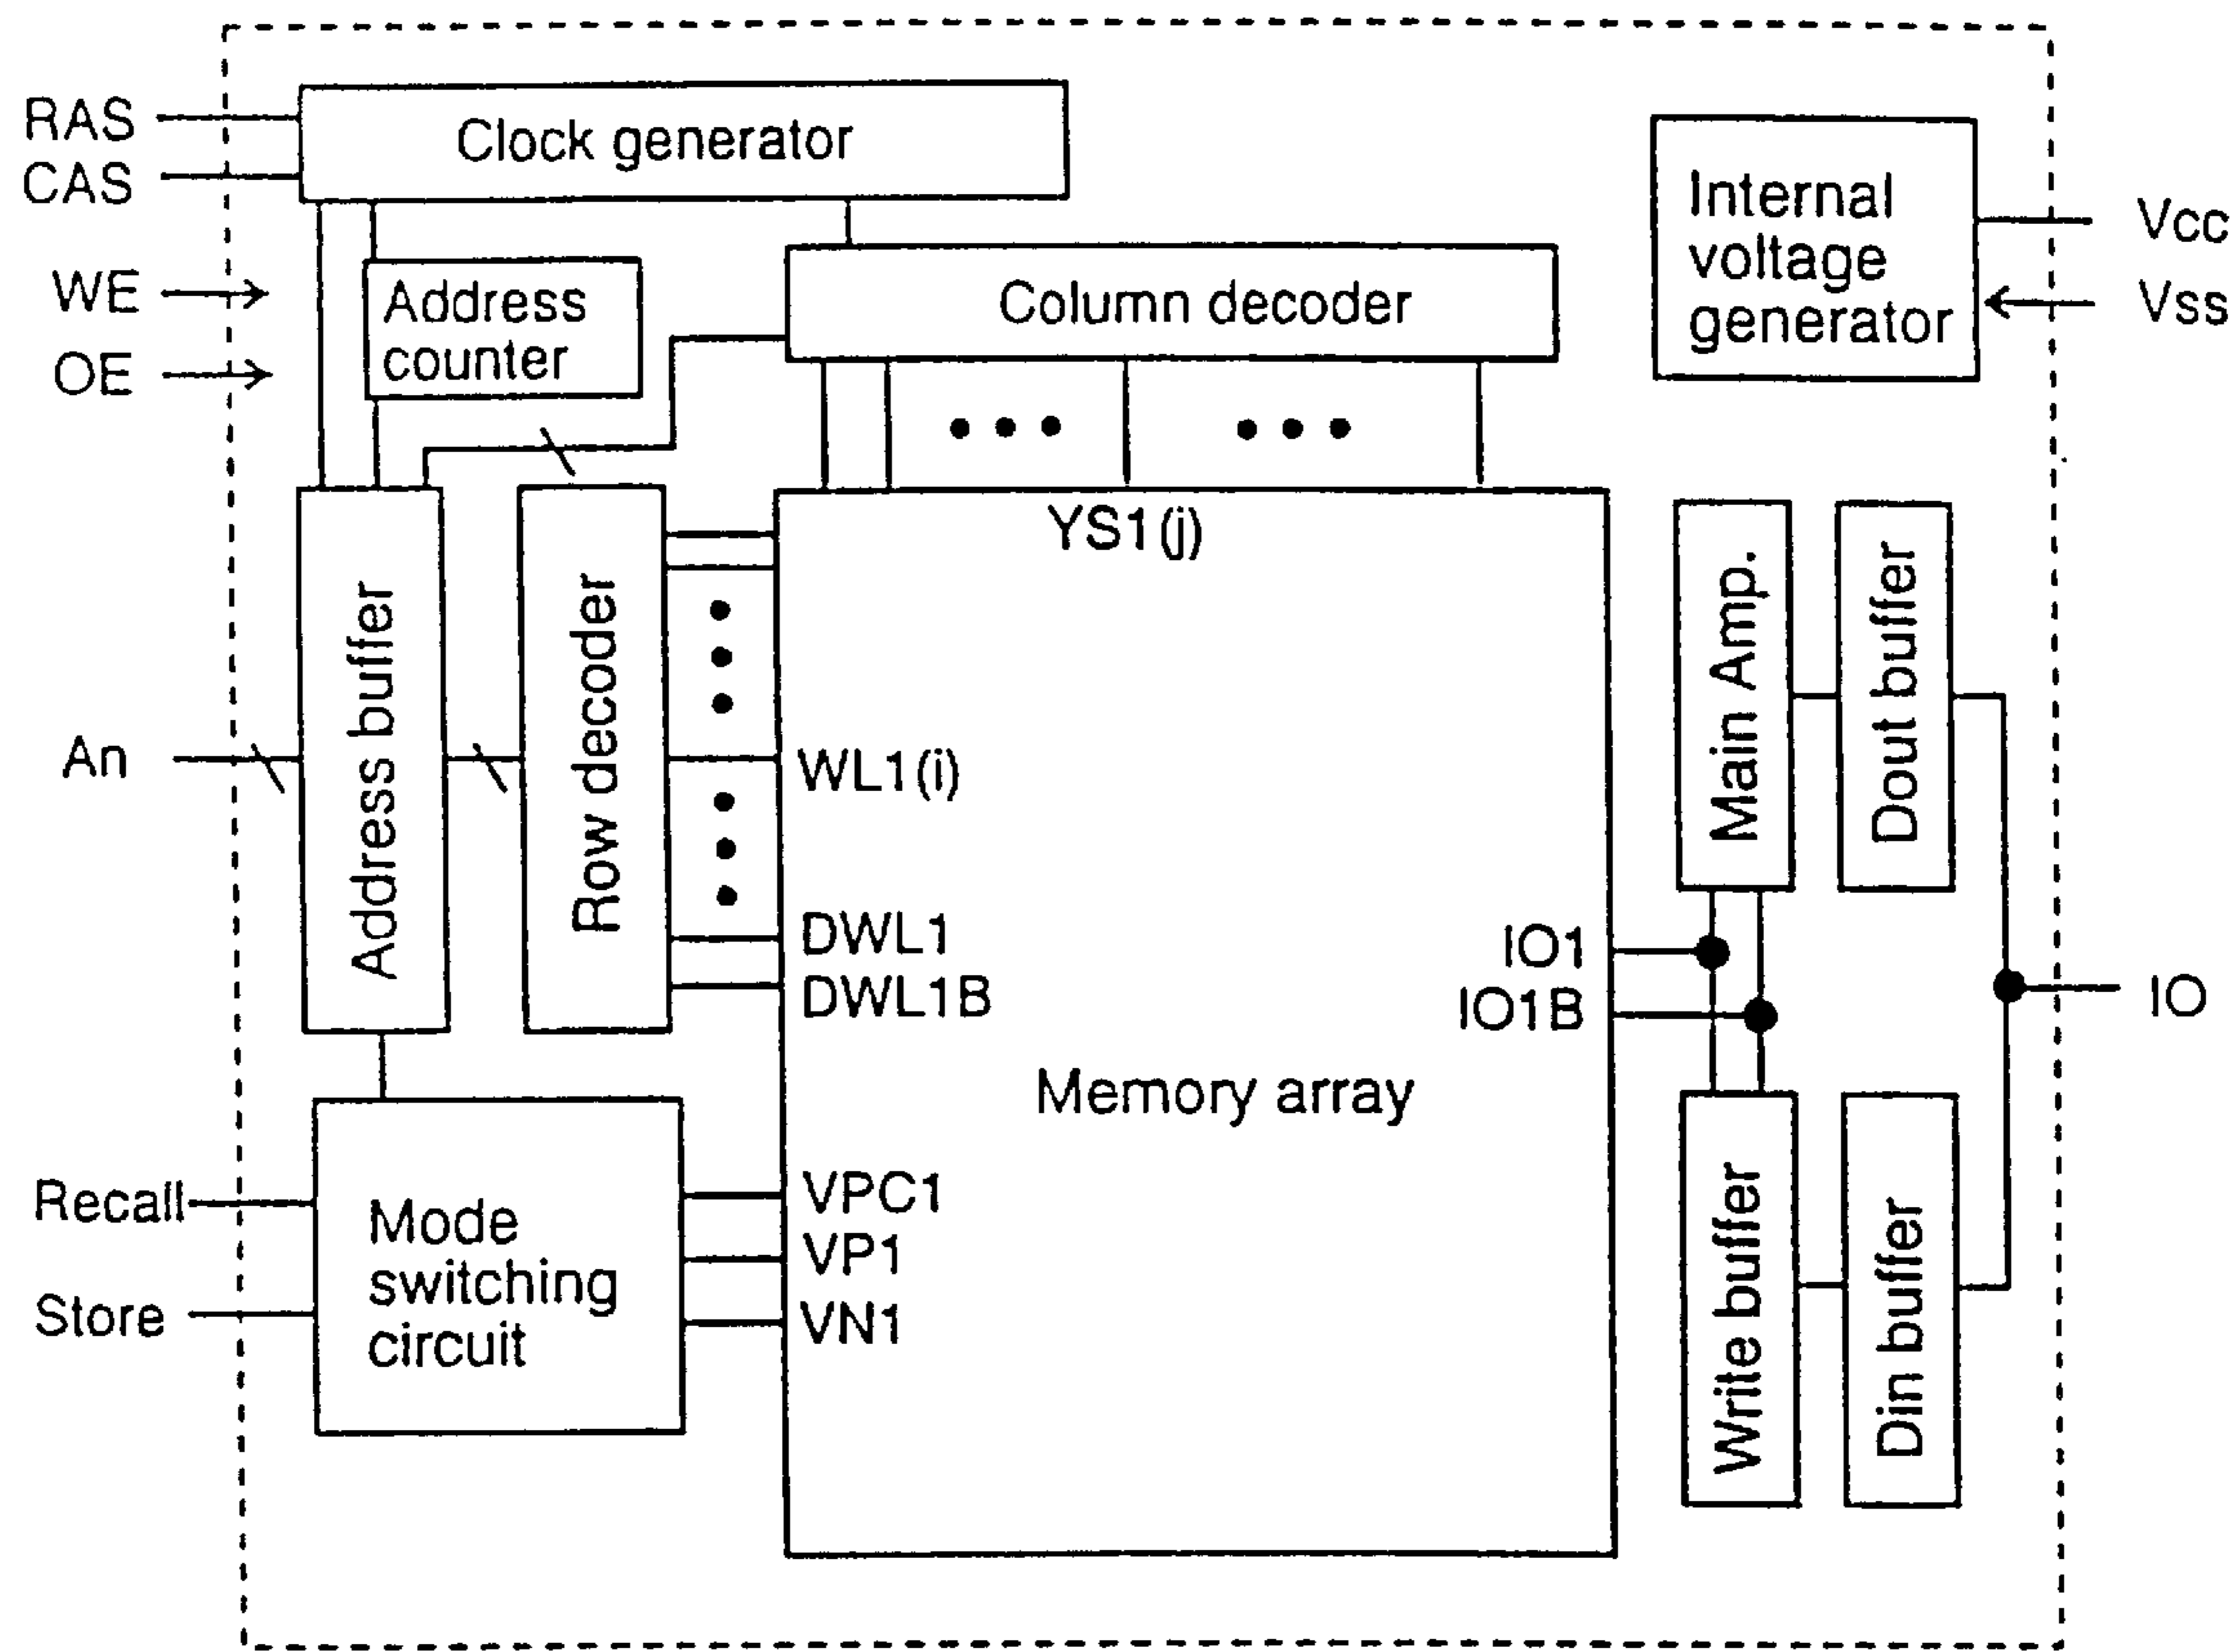 RAS
CAS
WE
OE
An
Recall
Store
Clock generator
Address
counter
Column decoder
Internal
voltage
generator
Vcc
Vss
Address buffer
Row decoder
YS1(j)
WL1(i)
DWL1
DWL1B
IO1
IO1B
Memory array
Mode
switching
circuit
VPC1
VP1
VN1
Main Amp.
Dout buffer
Write buffer
Din buffer
IO